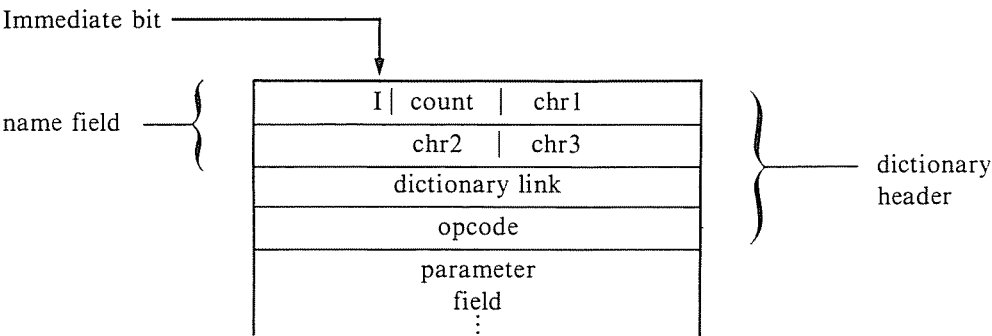 Immediate bit
name field
I | count | chr1
chr2 | chr3
dictionary link
opcode
parameter
field
⋮
dictionary
header